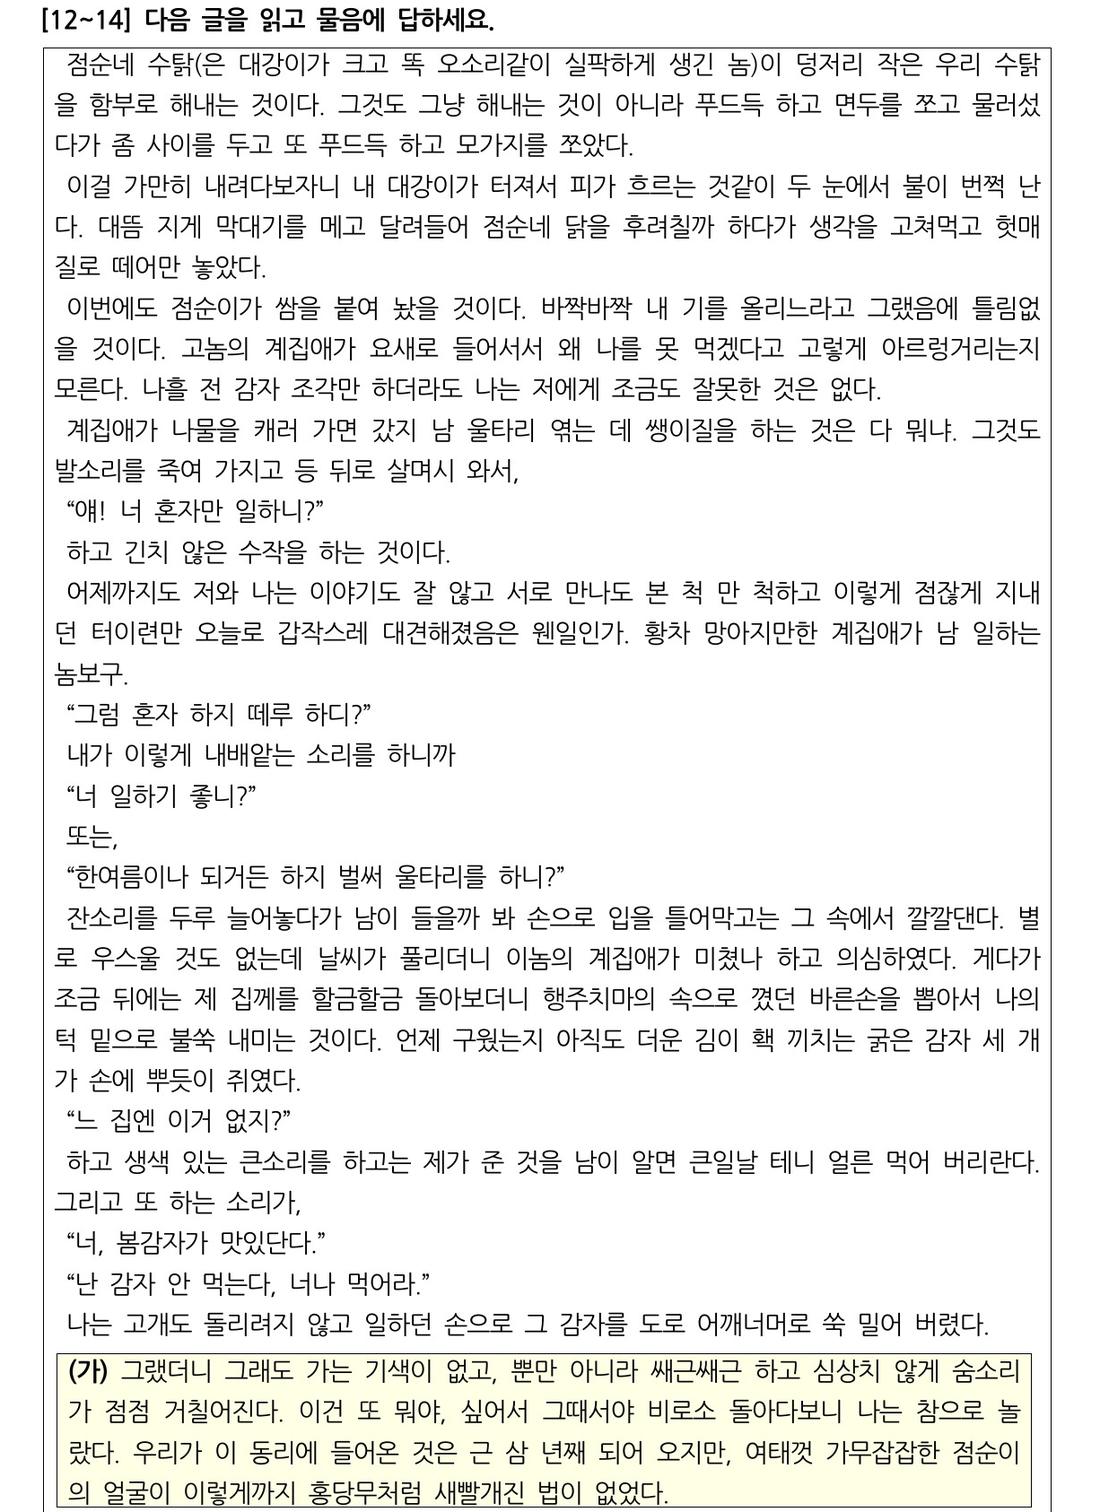 [12~14] 다음 글을 읽고 물음에 답하세요.
점순네 수탉(은 대강이가 크고 똑 오소리같이 실팍하게 생긴 놈)이 덩저리 작은 우리 수탉
을 함부로 해내는 것이다. 그것도 그냥 해내는 것이 아니라 푸드득 하고 면두를 쪼고 물러섰
다가 좀 사이를 두고 또 푸드득 하고 모가지를 쪼았다.
이걸 가만히 내려다보자니 내 대강이가 터져서 피가 흐르는 것같이 두 눈에서 불이 번쩍 난
다. 대뜸 지게 막대기를 메고 달려들어 점순네 닭을 후려칠까 하다가 생각을 고쳐먹고 헛매
질로 떼어만 놓았다.
이번에도 점순이가 쌈을 붙여 놨을 것이다. 바짝바짝 내 기를 올리느라고 그랬음에 틀림없
을 것이다. 고놈의 계집애가 요새로 들어서서 왜 나를 못 먹겠다고 고렇게 아르렁거리는지
모른다. 나흘 전 감자 조각만 하더라도 나는 저에게 조금도 잘못한 것은 없다.
계집애가 나물을 캐러 가면 갔지 남 울타리 엮는 데 쌩이질을 하는 것은 다 뭐냐. 그것도
발소리를 죽여 가지고 등 뒤로 살며시 와서,
“얘! 너 혼자만 일하니?”
하고 긴치 않은 수작을 하는 것이다.
어제까지도 저와 나는 이야기도 잘 않고 서로 만나도 본 척 만 척하고 이렇게 점잖게 지내
던 터이련만 오늘로 갑작스레 대견해졌음은 웬일인가. 황차 망아지만한 계집애가 남 일하는
놈보구.
“그럼 혼자 하지 떼루 하디?”
내가 이렇게 내배앝는 소리를 하니까
“너 일하기 좋니?”
또는,
“한여름이나 되거든 하지 벌써 울타리를 하니?”
잔소리를 두루 늘어놓다가 남이 들을까 봐 손으로 입을 틀어막고는 그 속에서 깔깔댄다. 별
로 우스울 것도 없는데 날씨가 풀리더니 이놈의 계집애가 미쳤나 하고 의심하였다. 게다가
조금 뒤에는 제 집께를 할금할금 돌아보더니 행주치마의 속으로 꼈던 바른손을 뽑아서 나의
턱 밑으로 불쑥 내미는 것이다. 언제 구웠는지 아직도 더운 김이 홱 끼치는 굵은 감자 세 개
가 손에 뿌듯이 쥐였다.
“느 집엔 이거 없지?”
하고 생색 있는 큰소리를 하고는 제가 준 것을 남이 알면 큰일날 테니 얼른 먹어 버리란다.
그리고 또 하는 소리가,
“너, 봄감자가 맛있단다.”
“난 감자 안 먹는다, 너나 먹어라.”
나는 고개도 돌리려지 않고 일하던 손으로 그 감자를 도로 어깨너머로 쑥 밀어 버렸다.
(가) 그랬더니 그래도 가는 기색이 없고, 뿐만 아니라 쌔근쌔근 하고 심상치 않게 숨소리
가 점점 거칠어진다. 이건 또 뭐야, 싶어서 그때서야 비로소 돌아다보니 나는 참으로 놀
랐다. 우리가 이 동리에 들어온 것은 근 삼 년째 되어 오지만, 여태껏 가무잡잡한 점순이
의 얼굴이 이렇게까지 홍당무처럼 새빨개진 법이 없었다.